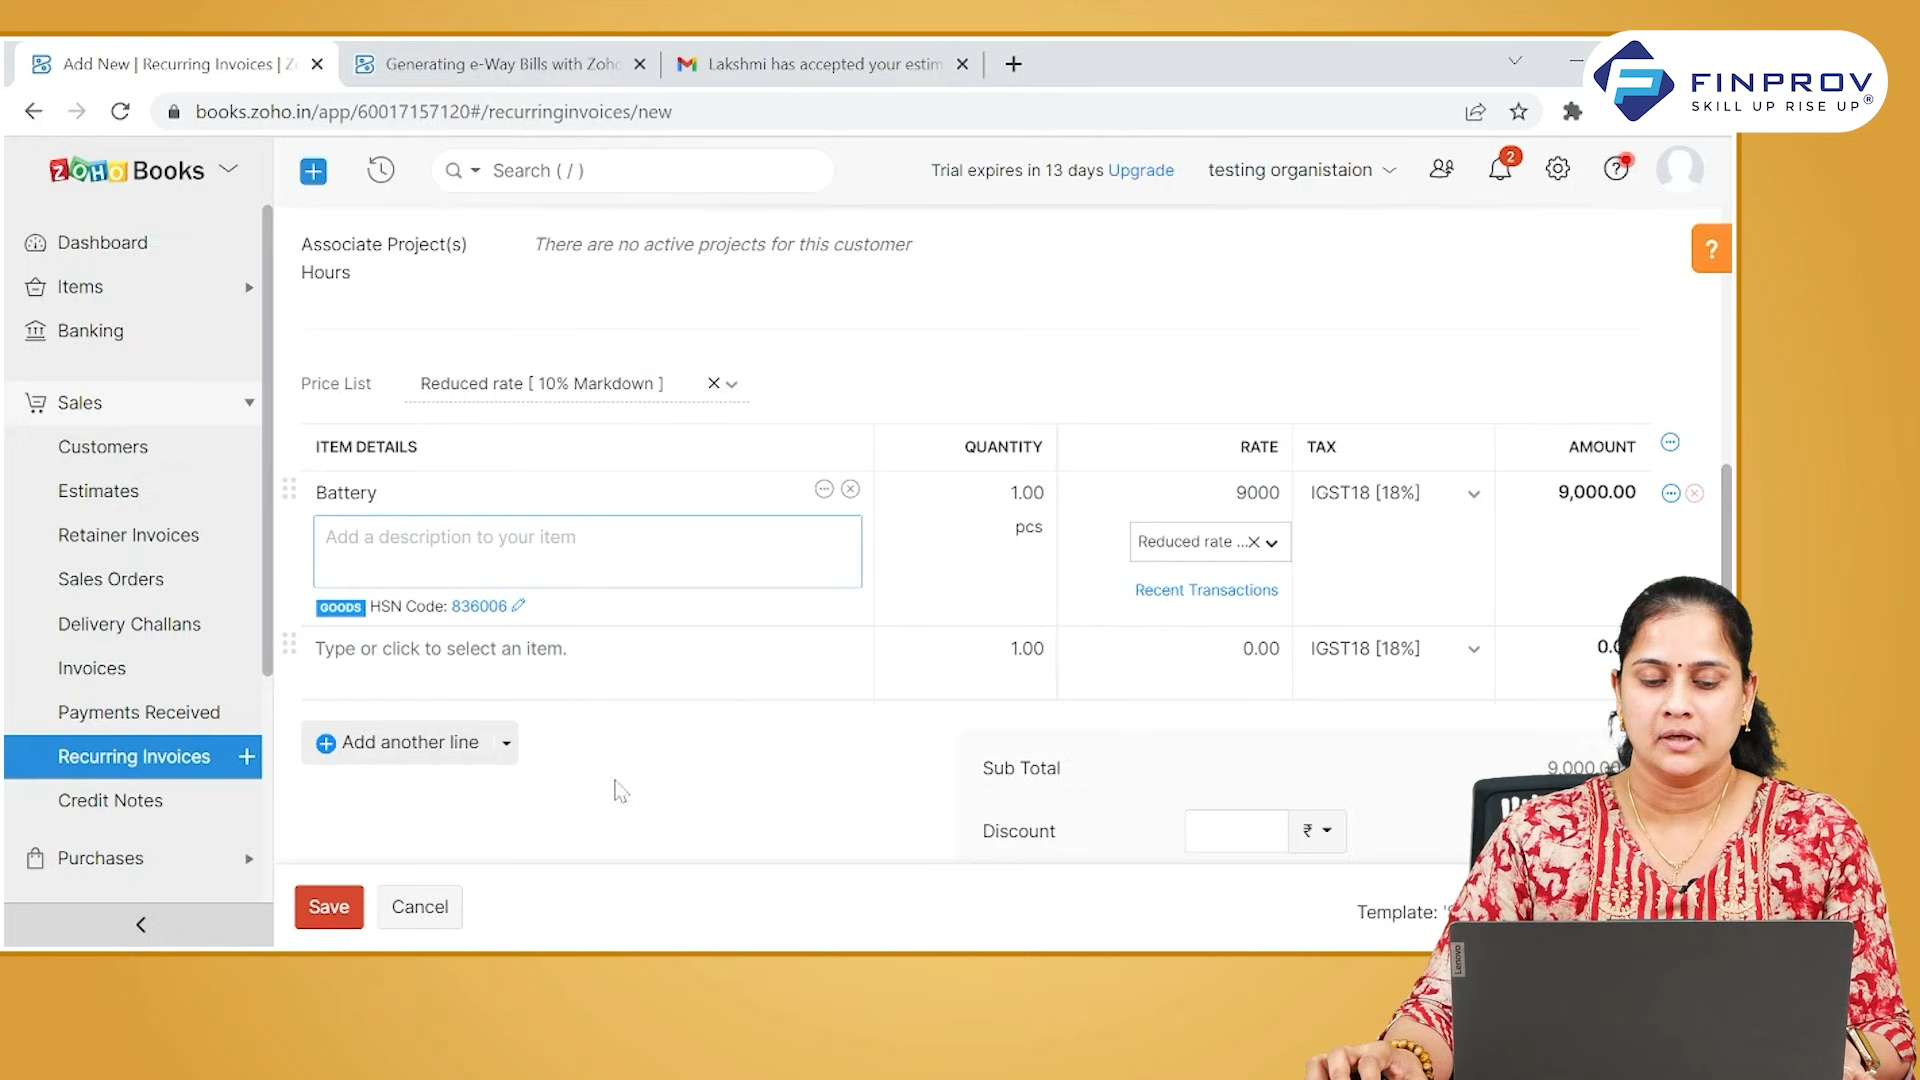 Add New | Recurring Invoices | Zo
Generating e-Way Bills with Zoho
Lakshmi has accepted your estim
FINPROV
SKILL UP RISE UP®
books.zoho.in/app/60017157120#/recurringinvoices/new
ZOHO Books
Search ( / )
Trial expires in 13 days Upgrade
testing organistaion
2
?
Dashboard
Items
Banking
Sales
Customers
Estimates
Retainer Invoices
Sales Orders
Delivery Challans
Invoices
Payments Received
Recurring Invoices +
Credit Notes
Purchases
Associate Project(s)
Hours
There are no active projects for this customer
?
Price List
Reduced rate [ 10% Markdown ]
ITEM DETAILS QUANTITY RATE TAX AMOUNT
Battery 1.00 9000 IGST18 [18%] 9,000.00
pcs
Add a description to your item
Reduced rate ...
Recent Transactions
GOODS HSN Code: 836006
Type or click to select an item. 1.00 0.00 IGST18 [18%]
Add another line
Sub Total 9,000.00
Discount ₹
Save Cancel
Template:
Lenovo